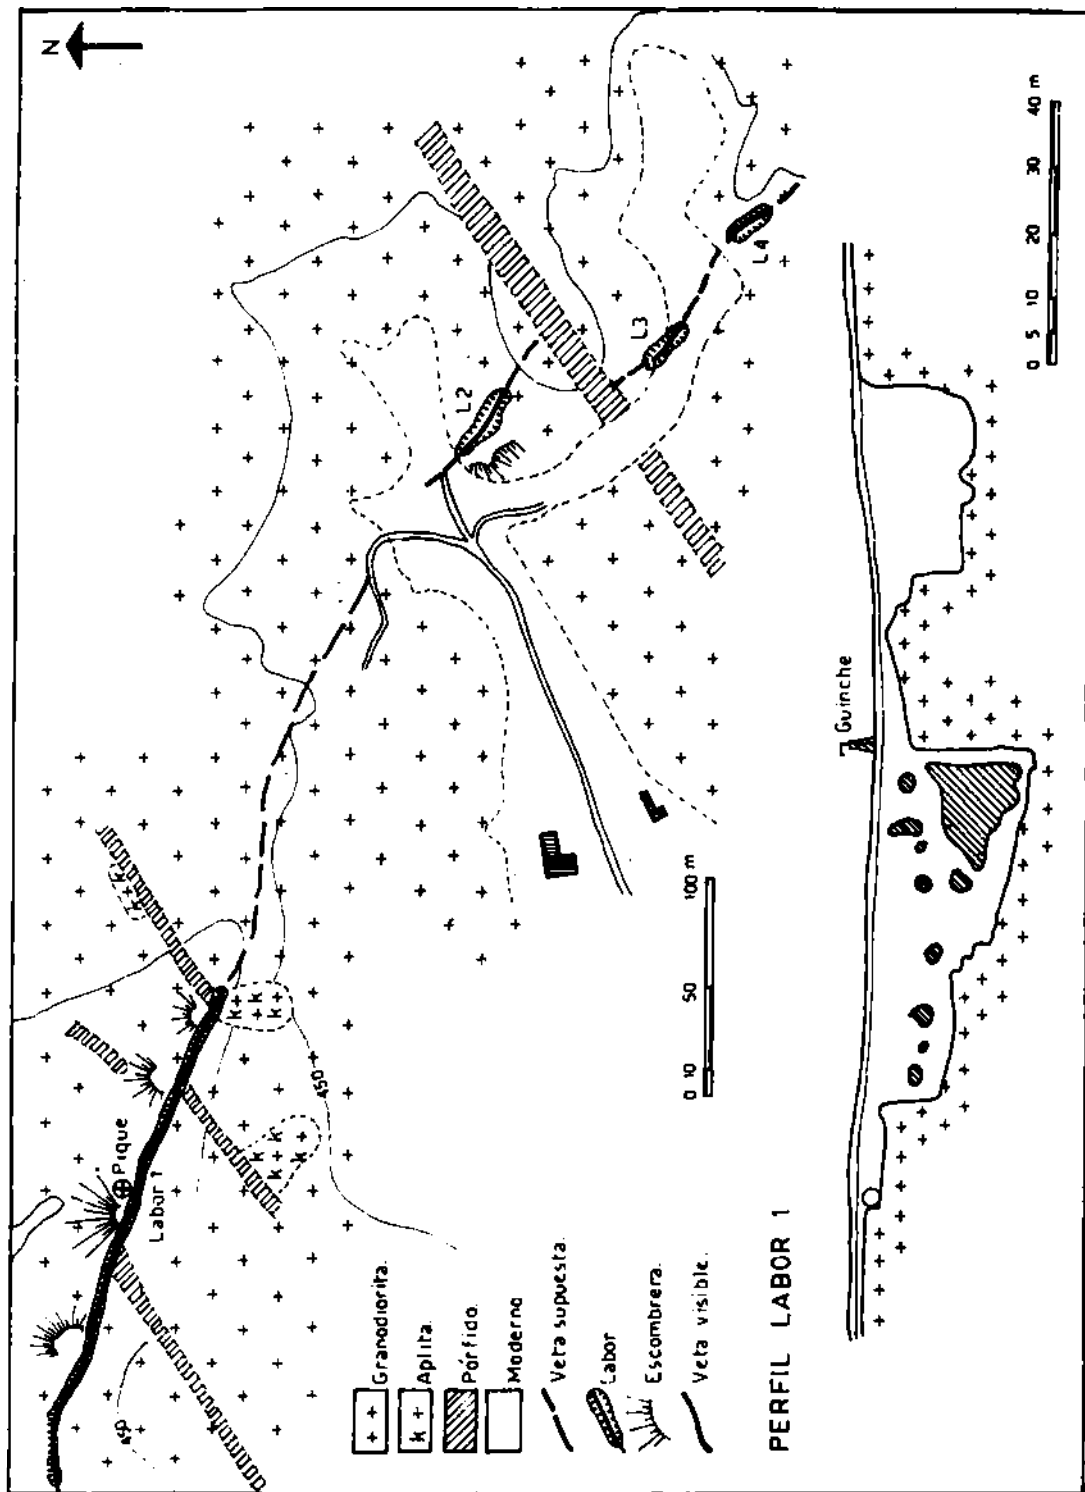 N
Pique
Labor 1
450
450
L2
L3
L4
Granodiorita.
Aplita.
Pórfido.
Moderno
Veta supuesta.
Labor
Escombrera.
Veta visible.
0 10 50 100 m
PERFIL LABOR 1
Guinche
0 5 10 20 30 40 m